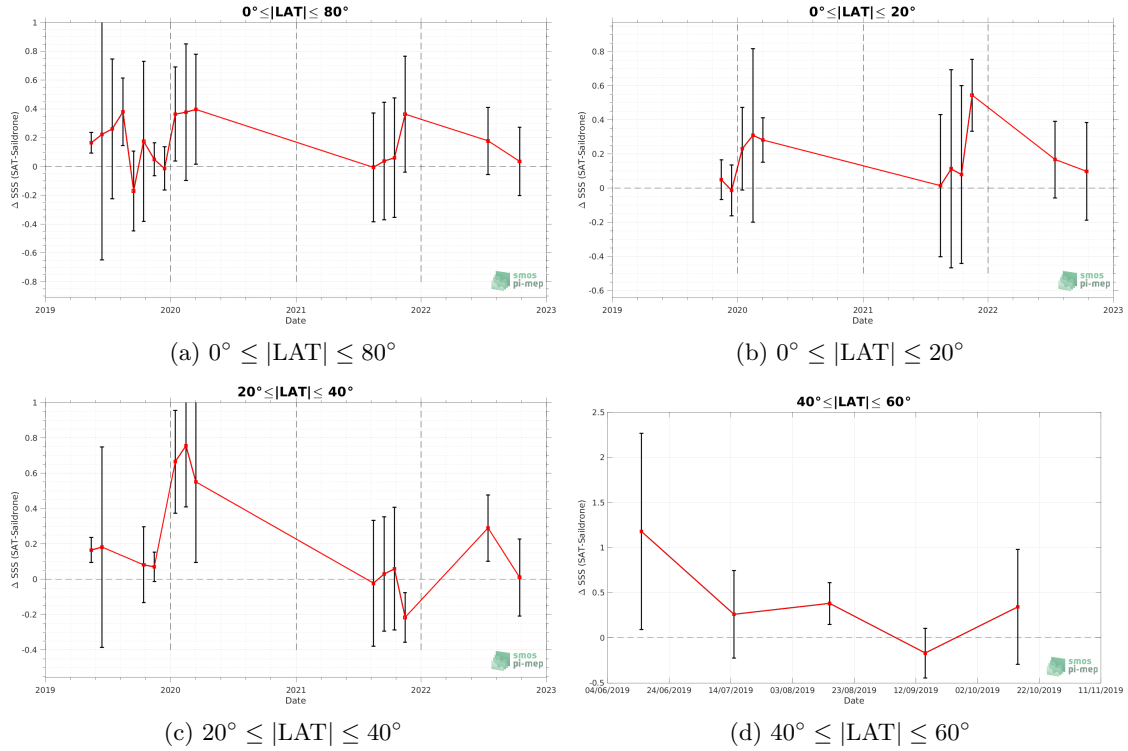 0°≤|LAT|≤ 80°
Δ SSS (SAT-Saildrone)
1
0.8
0.6
0.4
0.2
0
-0.2
-0.4
-0.6
-0.8
2019
2020
2021
2022
2023
Date
smos
pi-mep
(a) 0° ≤ |LAT| ≤ 80°
0°≤|LAT|≤ 20°
Δ SSS (SAT-Saildrone)
0.8
0.6
0.4
0.2
0
-0.2
-0.4
-0.6
2019
2020
2021
2022
2023
Date
smos
pi-mep
(b) 0° ≤ |LAT| ≤ 20°
20°≤|LAT|≤ 40°
Δ SSS (SAT-Saildrone)
1
0.8
0.6
0.4
0.2
0
-0.2
-0.4
2019
2020
2021
2022
2023
Date
smos
pi-mep
(c) 20° ≤ |LAT| ≤ 40°
40°≤|LAT|≤ 60°
Δ SSS (SAT-Saildrone)
2.5
2
1.5
1
0.5
0
-0.5
04/06/2019
24/06/2019
14/07/2019
03/08/2019
23/08/2019
12/09/2019
02/10/2019
22/10/2019
11/11/2019
Date
smos
pi-mep
(d) 40° ≤ |LAT| ≤ 60°